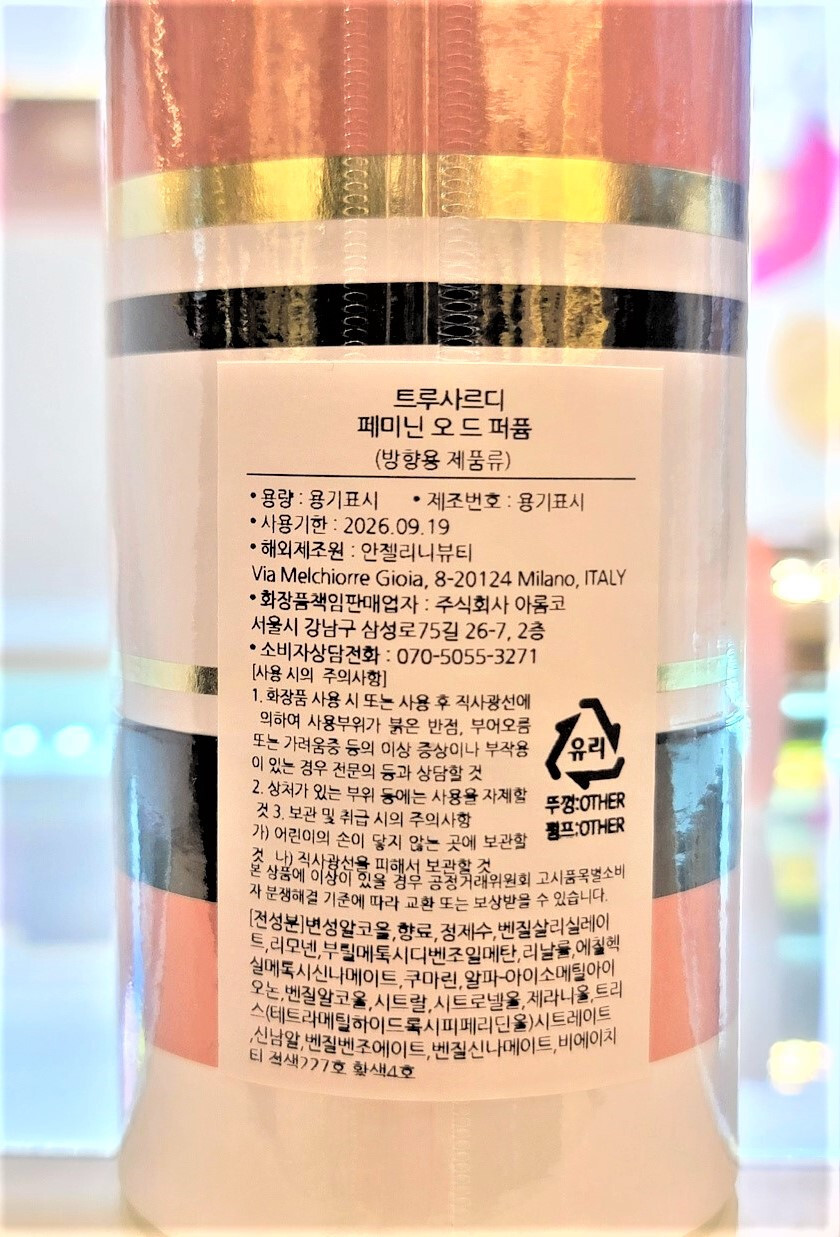 트루사르디
페미닌 오 드 퍼퓸
(방향용 제품류)
• 용량 : 용기표시 • 제조번호 : 용기표시
• 사용기한 : 2026.09.19
• 해외제조원 : 안젤리니뷰티
Via Melchiorre Gioia, 8-20124 Milano, ITALY
• 화장품책임판매업자 : 주식회사 아롬코
서울시 강남구 삼성로75길 26-7, 2층
• 소비자상담전화 : 070-5055-3271
[사용 시의 주의사항]
1. 화장품 사용 시 또는 사용 후 직사광선에
의하여 사용부위가 붉은 반점, 부어오름
또는 가려움증 등의 이상 증상이나 부작용
이 있는 경우 전문의 등과 상담할 것
2. 상처가 있는 부위 등에는 사용을 자제할
것 3. 보관 및 취급 시의 주의사항
가) 어린이의 손이 닿지 않는 곳에 보관할
것 나) 직사광선을 피해서 보관할 것
유리
뚜껑:OTHER
펌프:OTHER
본 상품에 이상이 있을 경우 공정거래위원회 고시품목별소비
자 분쟁해결 기준에 따라 교환 또는 보상받을 수 있습니다.
[전성분]변성알코올,향료,정제수,벤질살리실레이
트,리모넨,부틸메톡시디벤조일메탄,리날룰,에칠헥
실메톡시신나메이트,쿠마린,알파-아이소메틸아이
오논,벤질알코올,시트랄,시트로넬올,제라니올,트리
스(테트라메틸하이드록시피페리딘올)시트레이트
,신남알,벤질벤조에이트,벤질신나메이트,비에이치
티 적색227호 황색4호